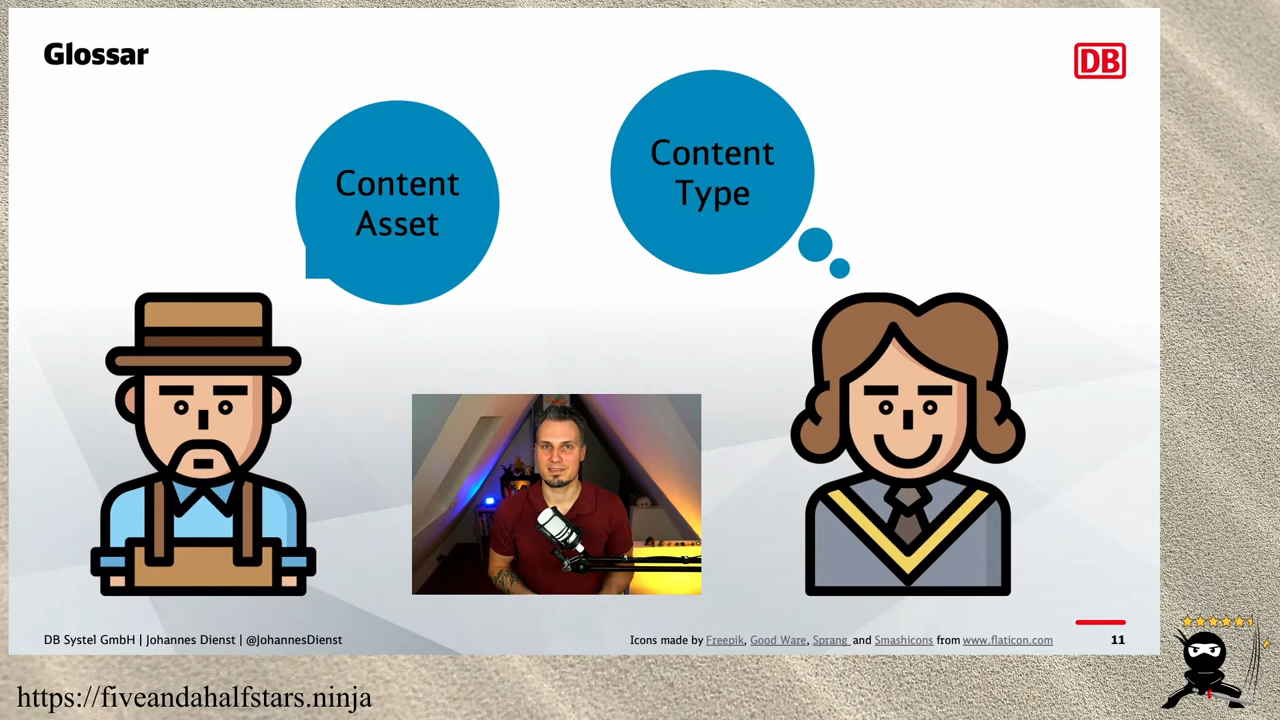 Glossar
DB
Content
Asset
Content
Type
DB Systel GmbH | Johannes Dienst | @JohannesDienst
Icons made by Freepik, Good Ware, Sprang and Smashicons from www.flaticon.com
11
https://fiveandahalfstars.ninja